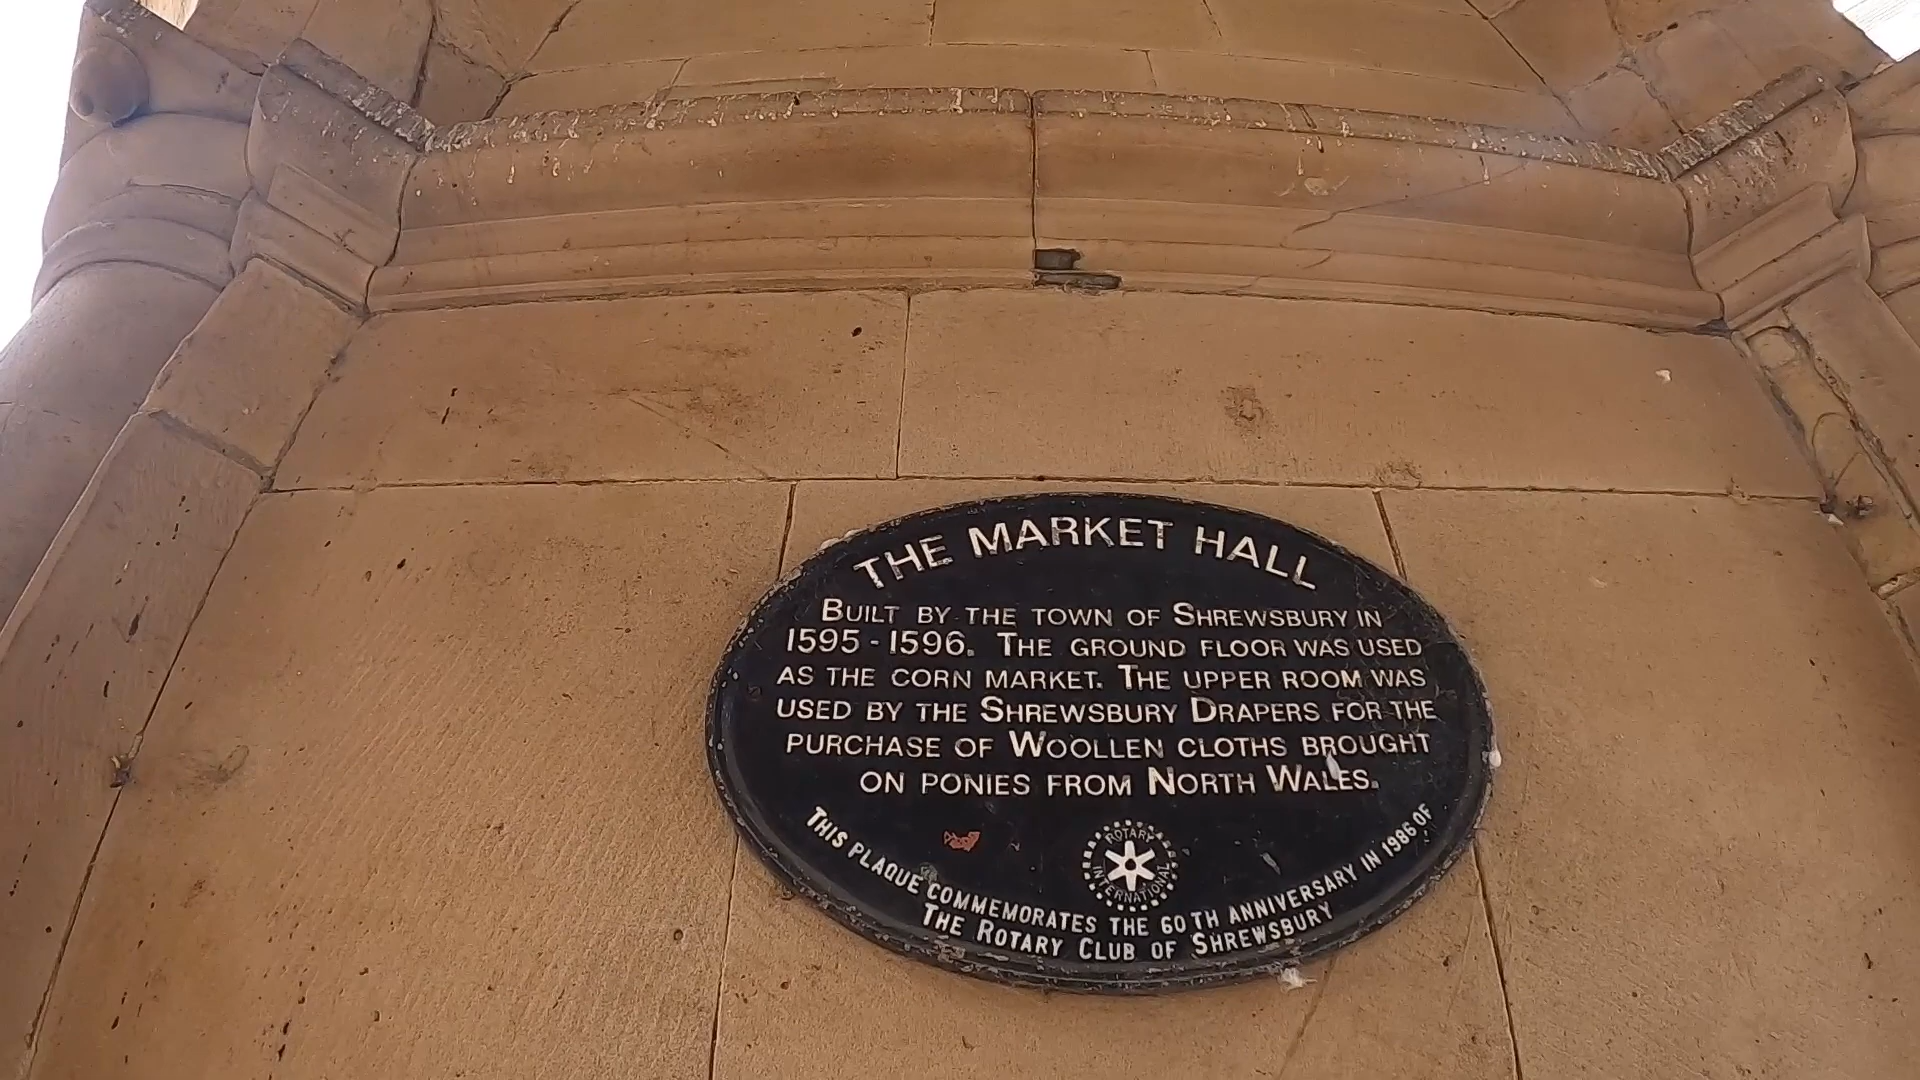 THE MARKET HALL
BUILT BY THE TOWN OF SHREWSBURY IN
1595 - 1596. THE GROUND FLOOR WAS USED
AS THE CORN MARKET. THE UPPER ROOM WAS
USED BY THE SHREWSBURY DRAPERS FOR THE
PURCHASE OF WOOLLEN CLOTHS BROUGHT
ON PONIES FROM NORTH WALES.
ROTARY
INTERNATIONAL
THIS PLAQUE COMMEMORATES THE 60TH ANNIVERSARY IN 1986 OF
THE ROTARY CLUB OF SHREWSBURY